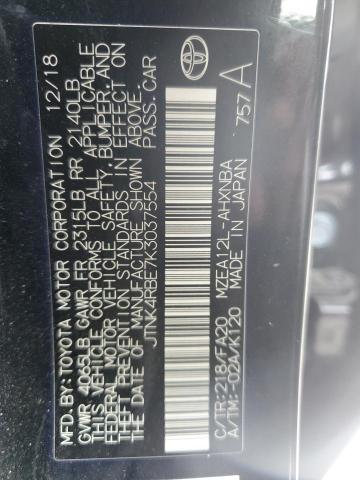 MFD.BY:TOYOTA MOTOR CORPORATION 12/18
GVWR 4065LB GAWR FR 2315LB RR 2140LB
THIS VEHICLE CONFORMS TO ALL APPLICABLE
FEDERAL MOTOR VEHICLE SAFETY, BUMPER, AND
THEFT PREVENTION STANDARDS IN EFFECT ON
THE DATE OF MANUFACTURE SHOWN ABOVE.
JTNK4RBE7K3037554 PASS.CAR
C/TR:218/FA20 MZEA12L-AHXNBA
A/TM:-02A/K120 MADE IN JAPAN
757 A